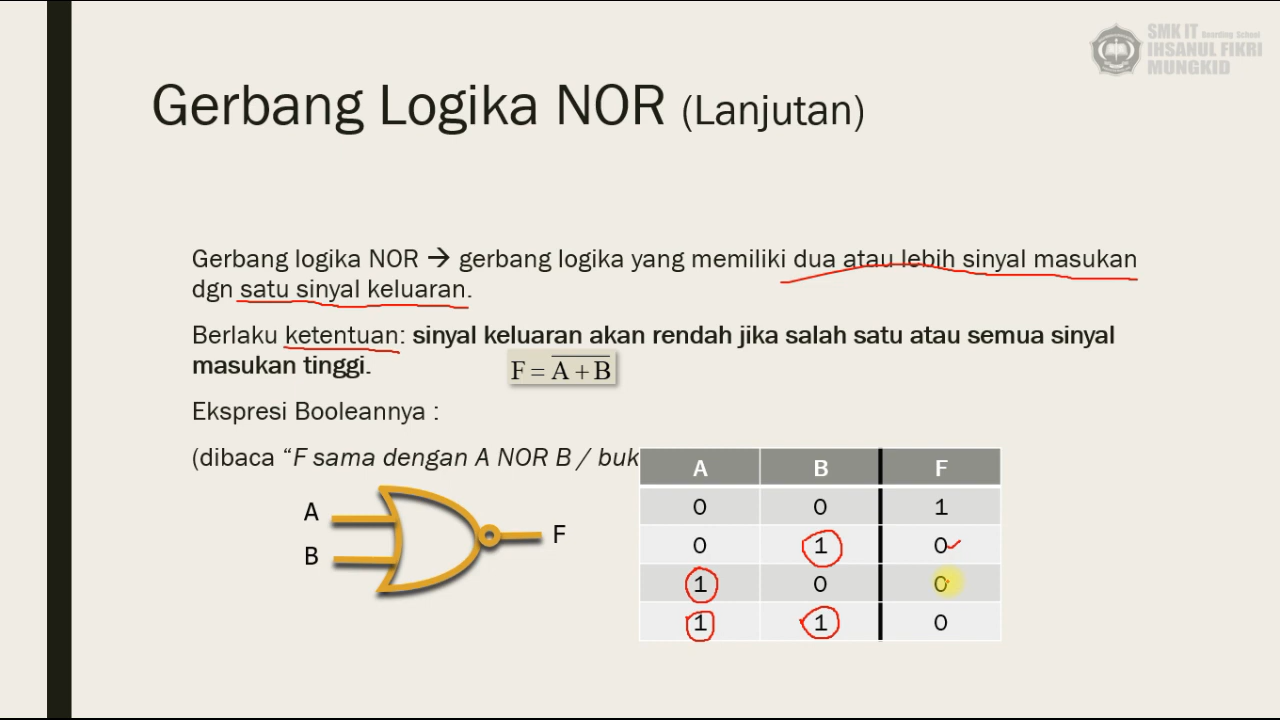 SMK IT Boarding School
IHSANUL FIKRI
MUNGKID
Gerbang Logika NOR (Lanjutan)
Gerbang logika NOR → gerbang logika yang memiliki dua atau lebih sinyal masukan
dgn satu sinyal keluaran.
Berlaku ketentuan: sinyal keluaran akan rendah jika salah satu atau semua sinyal
masukan tinggi.
F = A̅ ̅+̅ ̅B̅
Ekspresi Booleannya :
(dibaca “F sama dengan A NOR B / buk
A B F
0 0 1
0 1 0
1 0 0
1 1 0
A
B
F